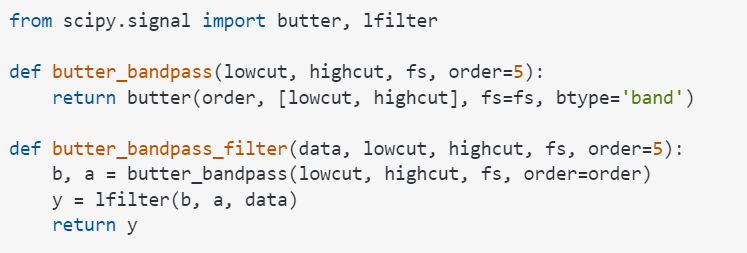 from scipy.signal import butter, lfilter
def butter_bandpass(lowcut, highcut, fs, order=5):
    return butter(order, [lowcut, highcut], fs=fs, btype='band')
def butter_bandpass_filter(data, lowcut, highcut, fs, order=5):
    b, a = butter_bandpass(lowcut, highcut, fs, order=order)
    y = lfilter(b, a, data)
    return y